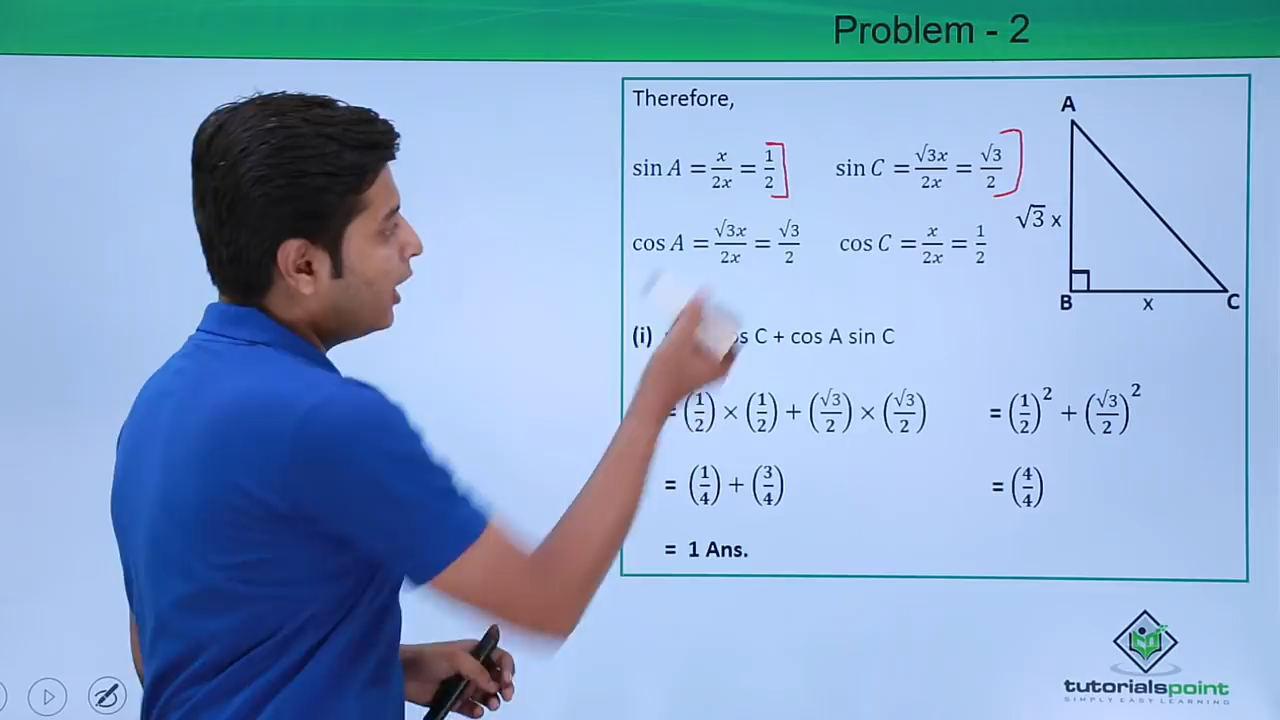 Problem - 2
Therefore,
sin A = x/2x = 1/2 sin C = √3x/2x = √3/2
cos A = √3x/2x = √3/2 cos C = x/2x = 1/2
A
√3 x
B
x
C
(i) s C + cos A sin C
= (1/2) × (1/2) + (√3/2) × (√3/2) = (1/2)² + (√3/2)²
= (1/4) + (3/4) = (4/4)
= 1 Ans.
tutorialspoint
SIMPLY EASY LEARNING